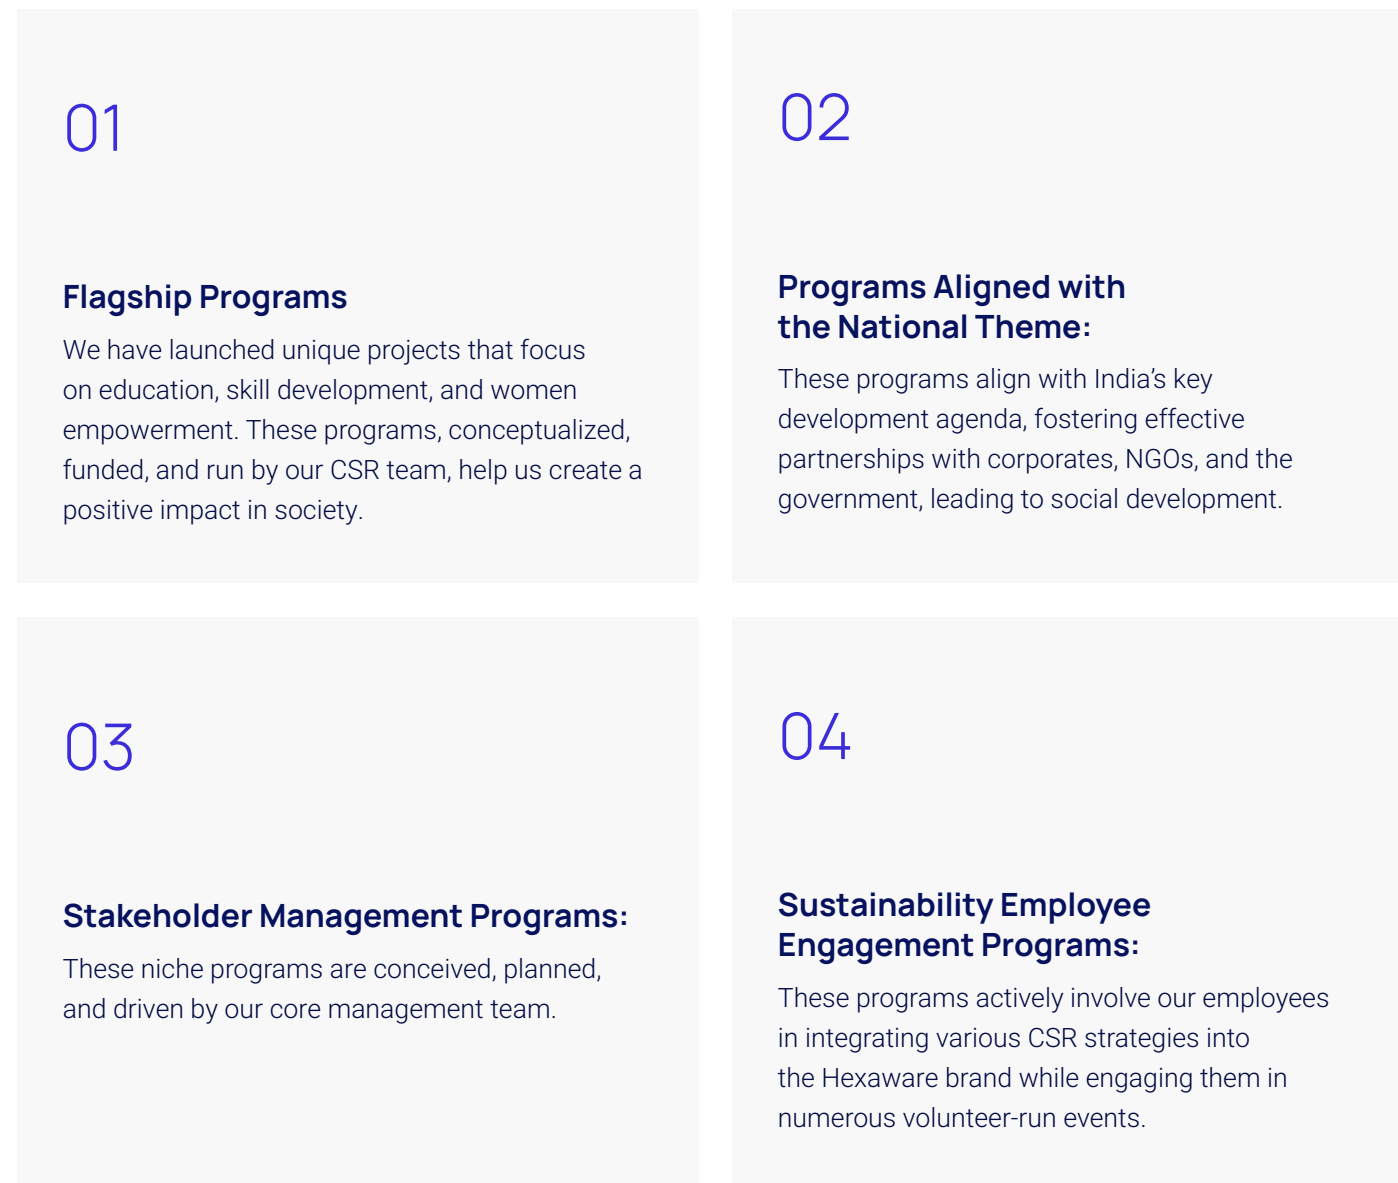 01
Flagship Programs
We have launched unique projects that focus
on education, skill development, and women
empowerment. These programs, conceptualized,
funded, and run by our CSR team, help us create a
positive impact in society.
02
Programs Aligned with
the National Theme:
These programs align with India’s key
development agenda, fostering effective
partnerships with corporates, NGOs, and the
government, leading to social development.
03
Stakeholder Management Programs:
These niche programs are conceived, planned,
and driven by our core management team.
04
Sustainability Employee
Engagement Programs:
These programs actively involve our employees
in integrating various CSR strategies into
the Hexaware brand while engaging them in
numerous volunteer-run events.